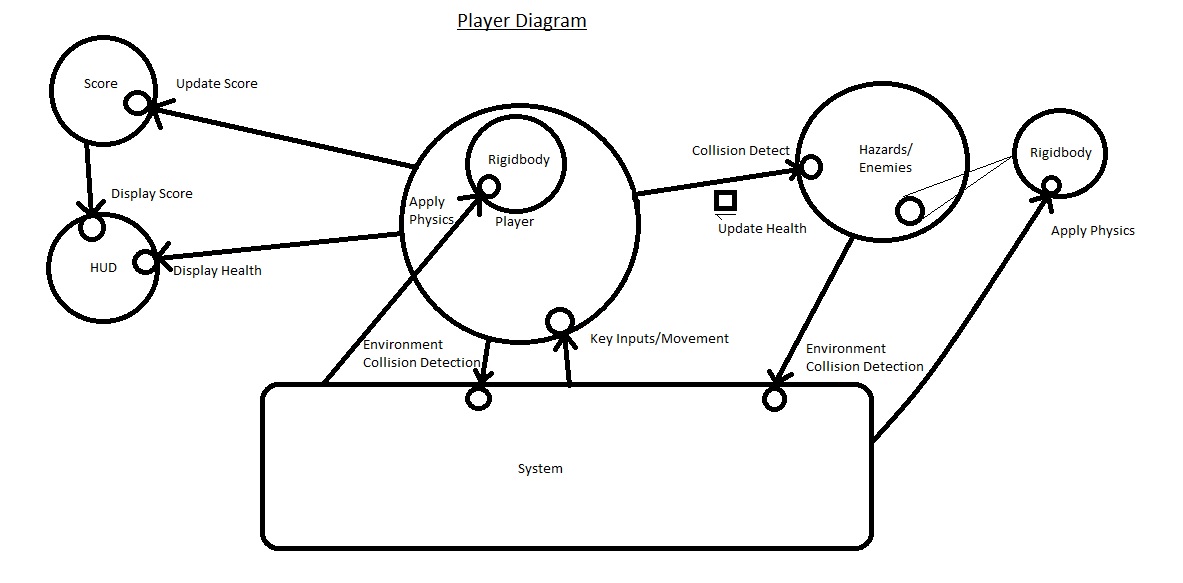 Player Diagram
Score
Update Score
Display Score
HUD
Display Health
Rigidbody
Apply
Physics
Player
Collision Detect
Update Health
Hazards/
Enemies
Rigidbody
Apply Physics
Environment
Collision Detection
Key Inputs/Movement
Environment
Collision Detection
System